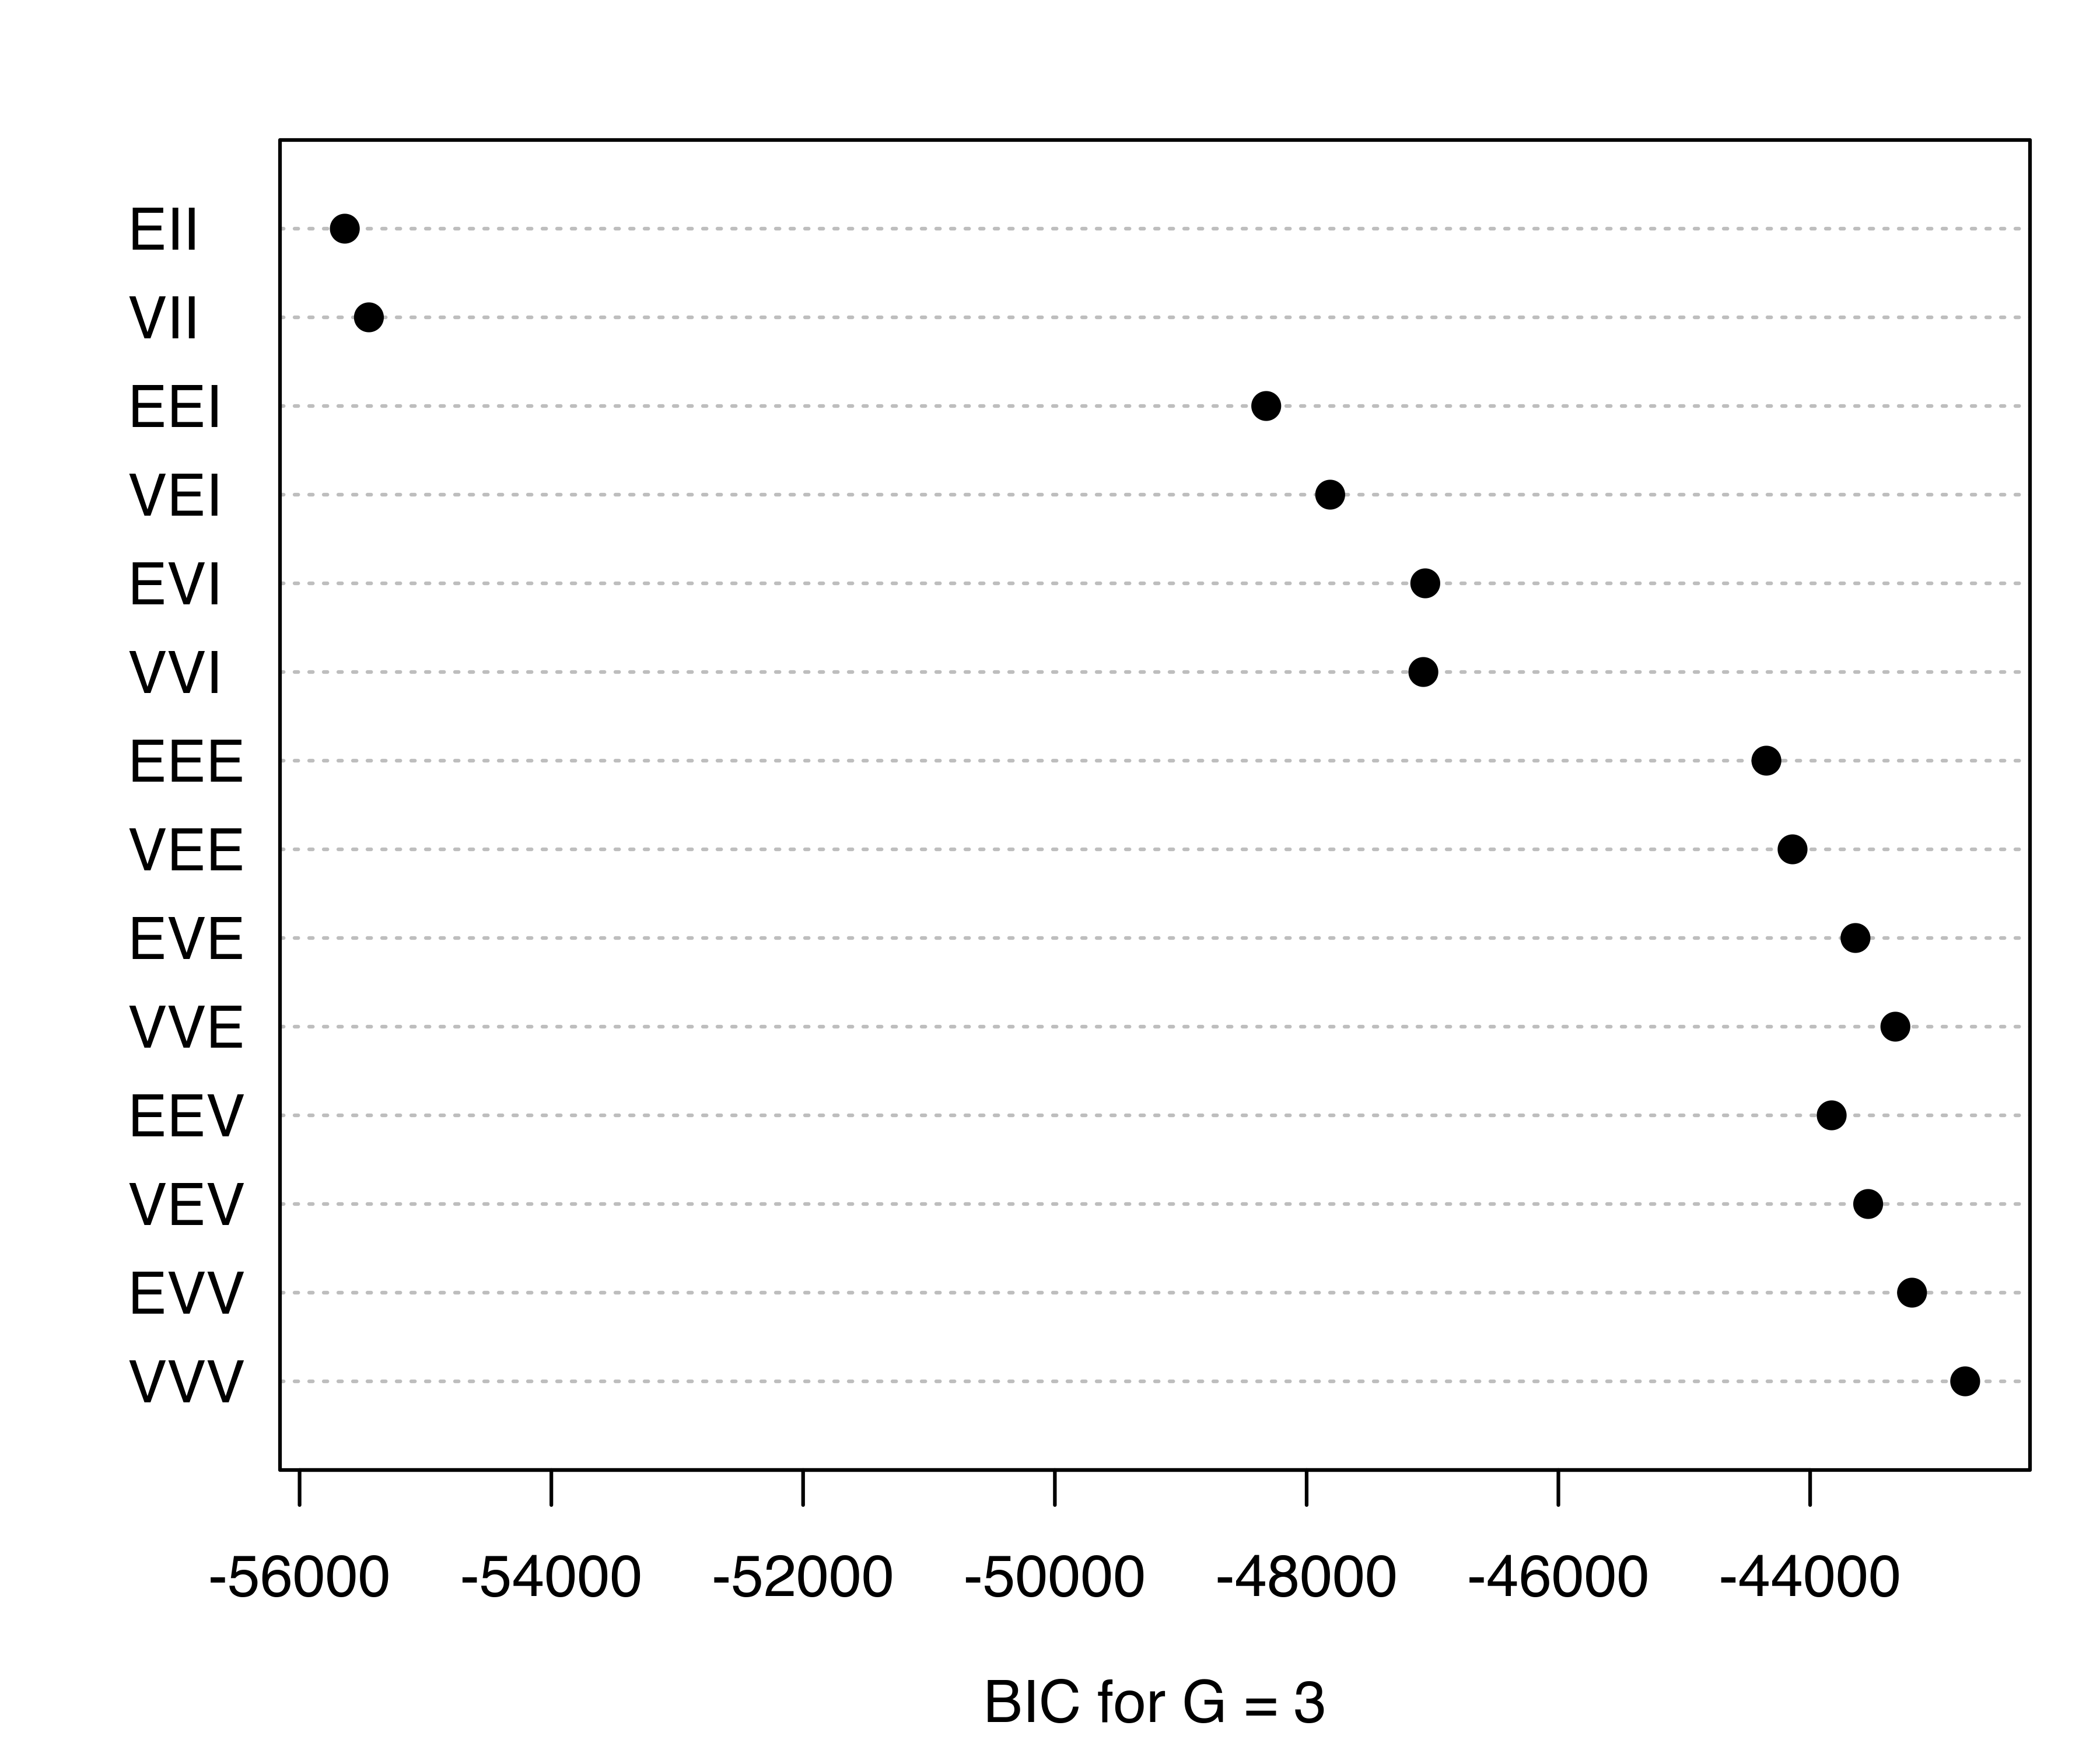 EII
VII
EEI
VEI
EVI
VVI
EEE
VEE
EVE
VVE
EEV
VEV
EVV
VVV
-56000 -54000 -52000 -50000 -48000 -46000 -44000
BIC for G = 3